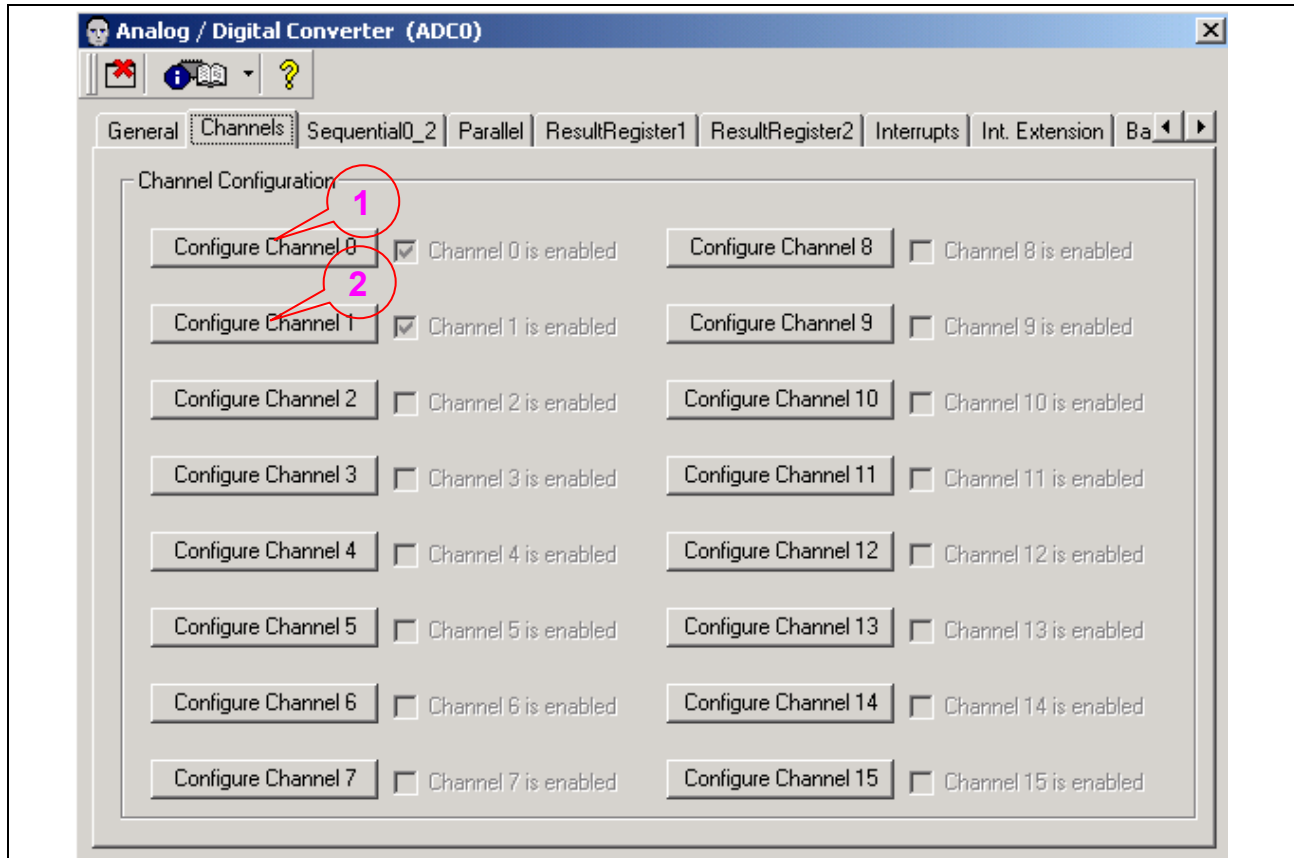 Analog / Digital Converter (ADC0)
General Channels Sequential0_2 Parallel ResultRegister1 ResultRegister2 Interrupts Int. Extension Ba
Channel Configuration
1
Configure Channel 0 Channel 0 is enabled Configure Channel 8 Channel 8 is enabled
2
Configure Channel 1 Channel 1 is enabled Configure Channel 9 Channel 9 is enabled
Configure Channel 2 Channel 2 is enabled Configure Channel 10 Channel 10 is enabled
Configure Channel 3 Channel 3 is enabled Configure Channel 11 Channel 11 is enabled
Configure Channel 4 Channel 4 is enabled Configure Channel 12 Channel 12 is enabled
Configure Channel 5 Channel 5 is enabled Configure Channel 13 Channel 13 is enabled
Configure Channel 6 Channel 6 is enabled Configure Channel 14 Channel 14 is enabled
Configure Channel 7 Channel 7 is enabled Configure Channel 15 Channel 15 is enabled